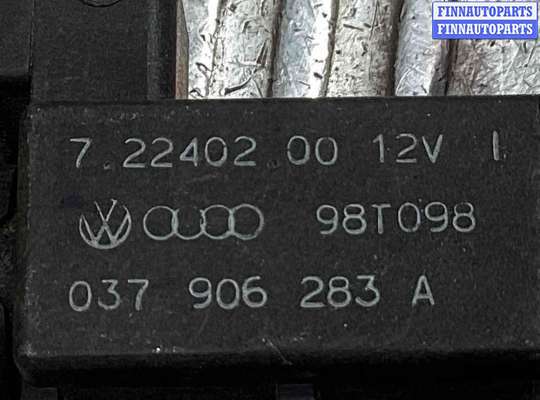 FINNAUTOPARTS
FINNAUTOPARTS
7.22402 00 12V I
98T098
037 906 283 A